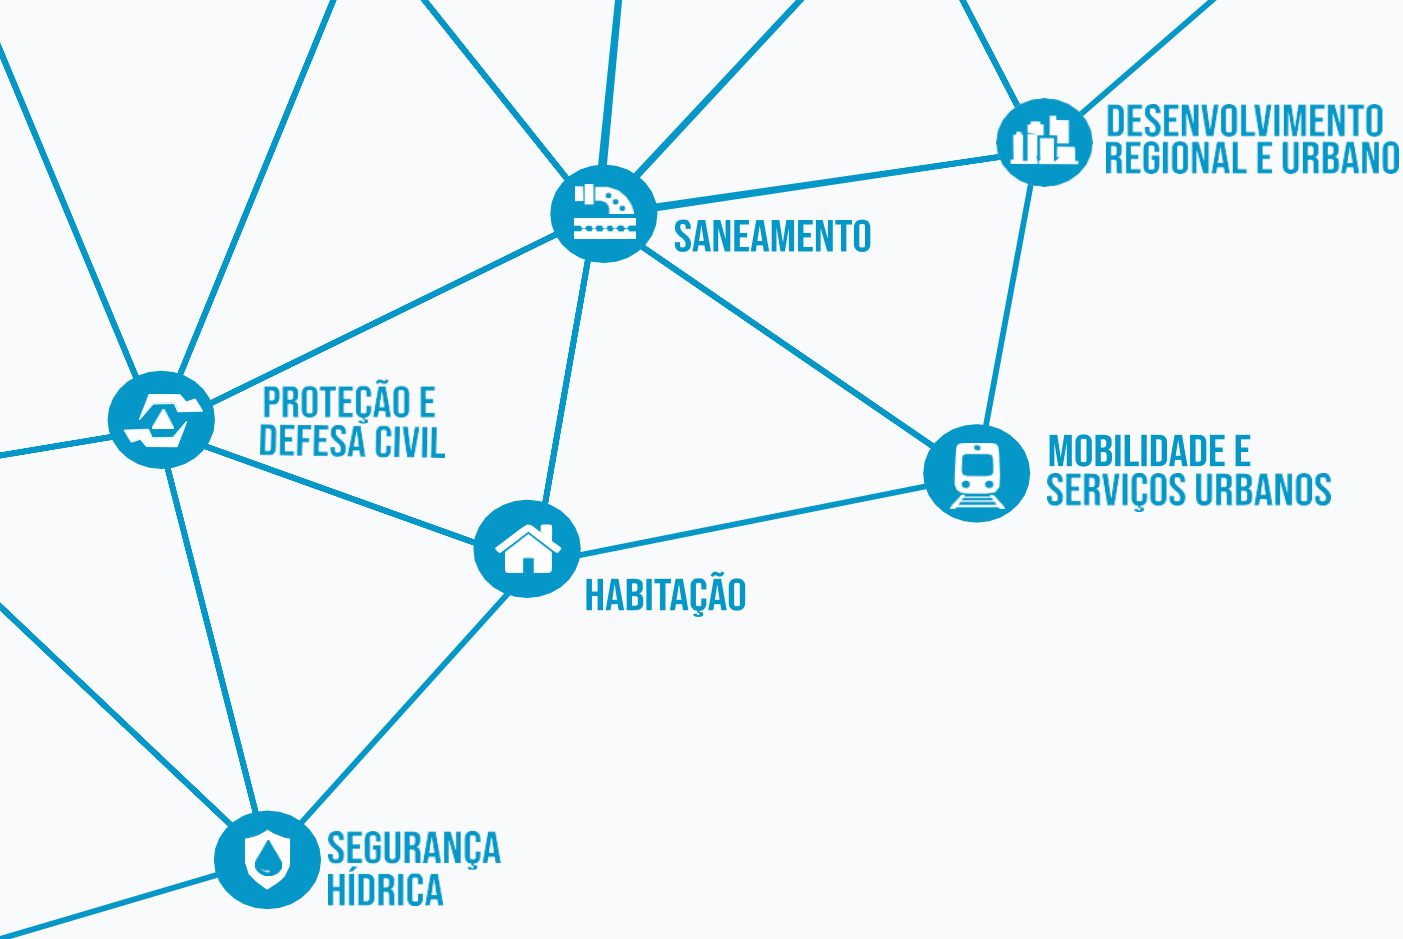 DESENVOLVIMENTO
REGIONAL E URBANO
SANEAMENTO
PROTEÇÃO E
DEFESA CIVIL
MOBILIDADE E
SERVIÇOS URBANOS
HABITAÇÃO
SEGURANÇA
HÍDRICA